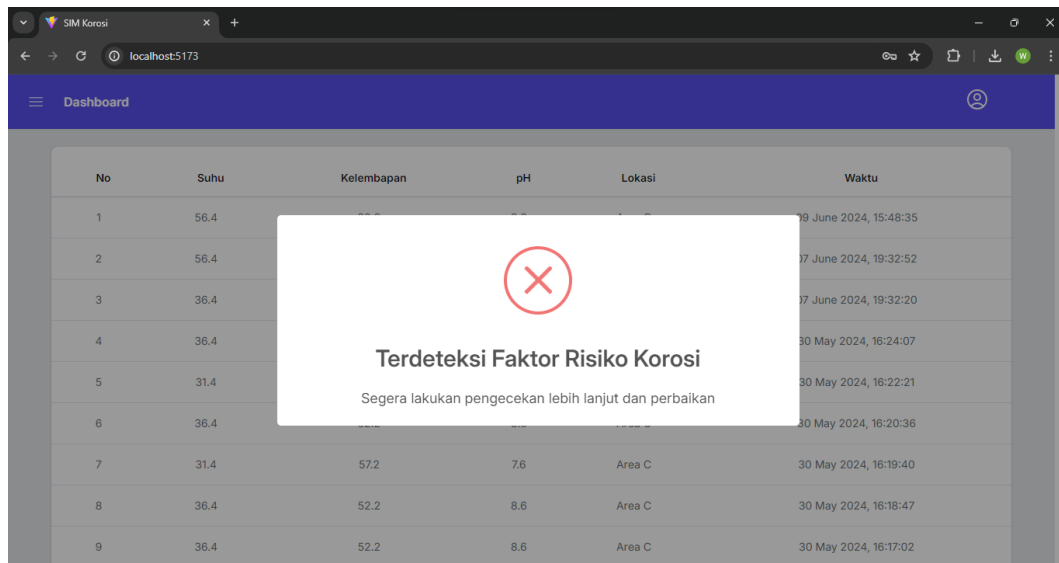 SIM Korosi
localhost:5173
W
Dashboard
No Suhu Kelembapan pH Lokasi Waktu
1 56.4 09 June 2024, 15:48:35
2 56.4 07 June 2024, 19:32:52
3 36.4 07 June 2024, 19:32:20
4 36.4 30 May 2024, 16:24:07
Terdeteksi Faktor Risiko Korosi
5 31.4 30 May 2024, 16:22:21
Segera lakukan pengecekan lebih lanjut dan perbaikan
6 36.4 30 May 2024, 16:20:36
7 31.4 57.2 7.6 Area C 30 May 2024, 16:19:40
8 36.4 52.2 8.6 Area C 30 May 2024, 16:18:47
9 36.4 52.2 8.6 Area C 30 May 2024, 16:17:02